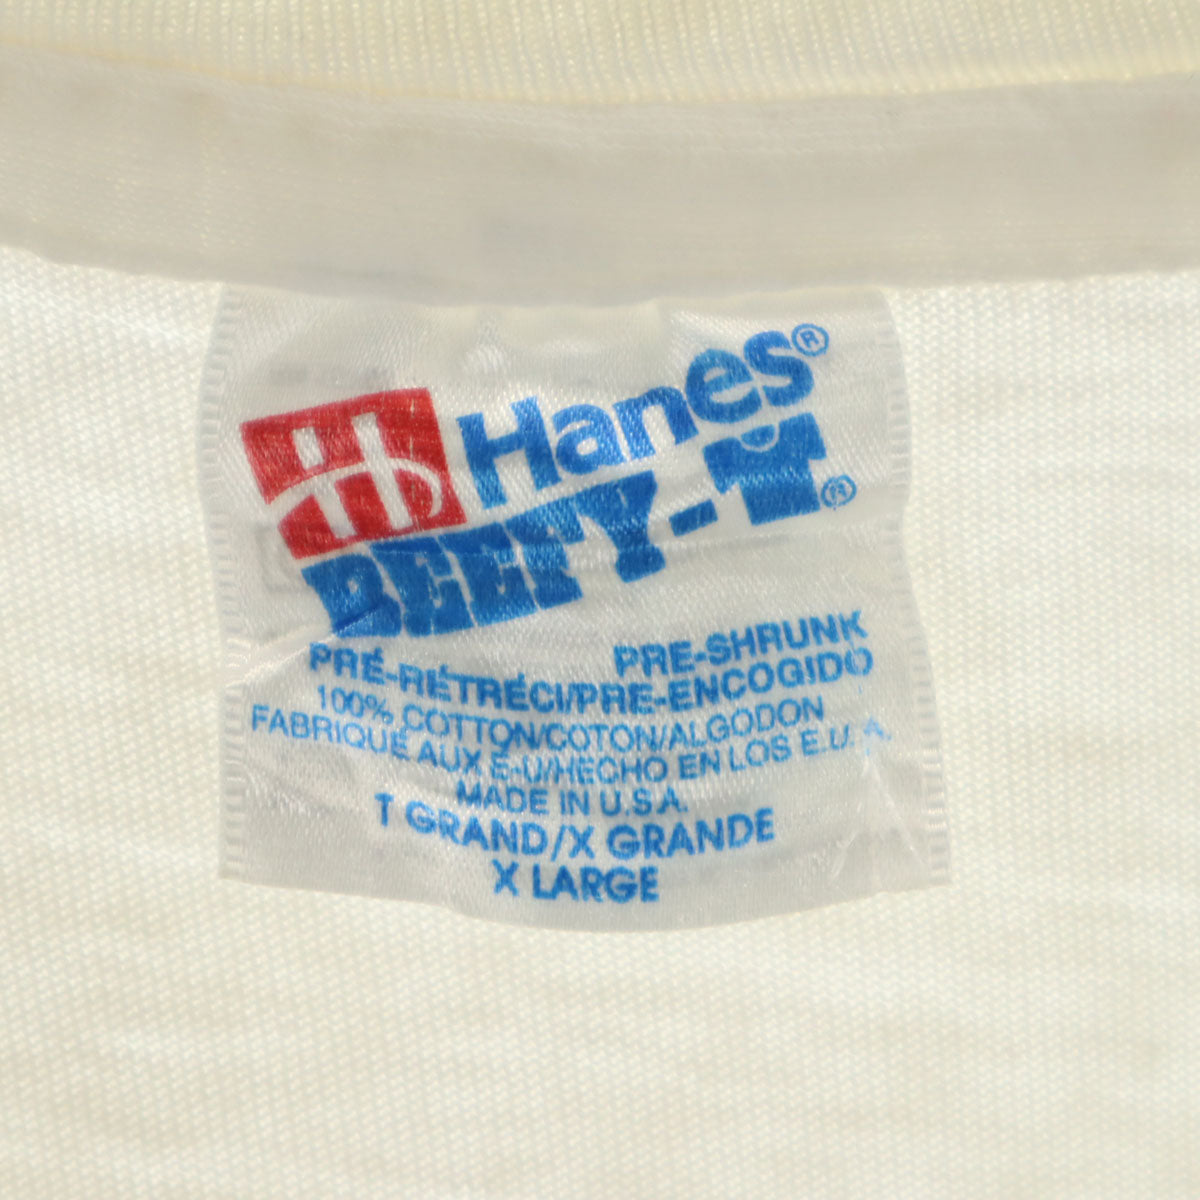 Hanes®
BEEFY-T®
PRE-SHRUNK
PRÉ-RÉTRÉCI/PRE-ENCOGIDO
100% COTTON/COTON/ALGODON
FABRIQUÉ AUX É-U/HECHO EN LOS E.U.A.
MADE IN U.S.A.
T GRAND/X GRANDE
X LARGE